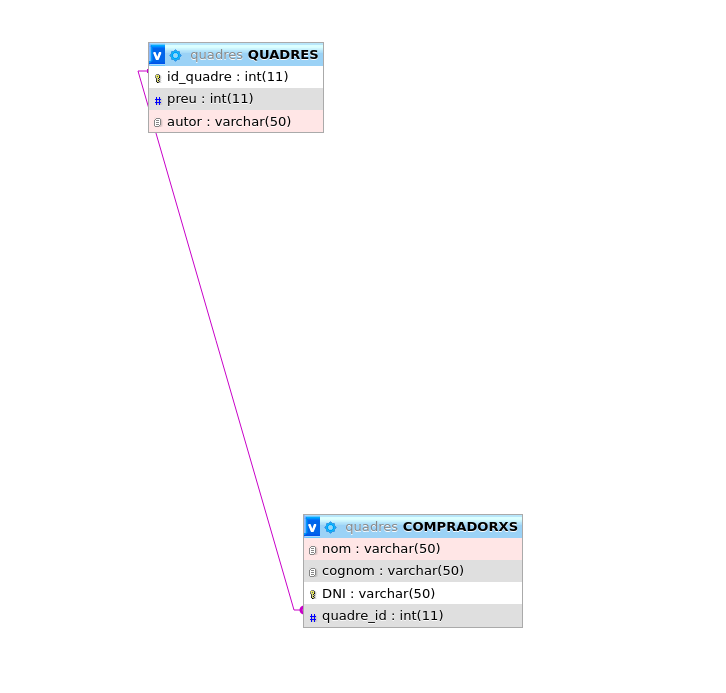 v quadres QUADRES
id_quadre : int(11)
# preu : int(11)
autor : varchar(50)
v quadres COMPRADORXS
nom : varchar(50)
cognom : varchar(50)
DNI : varchar(50)
# quadre_id : int(11)